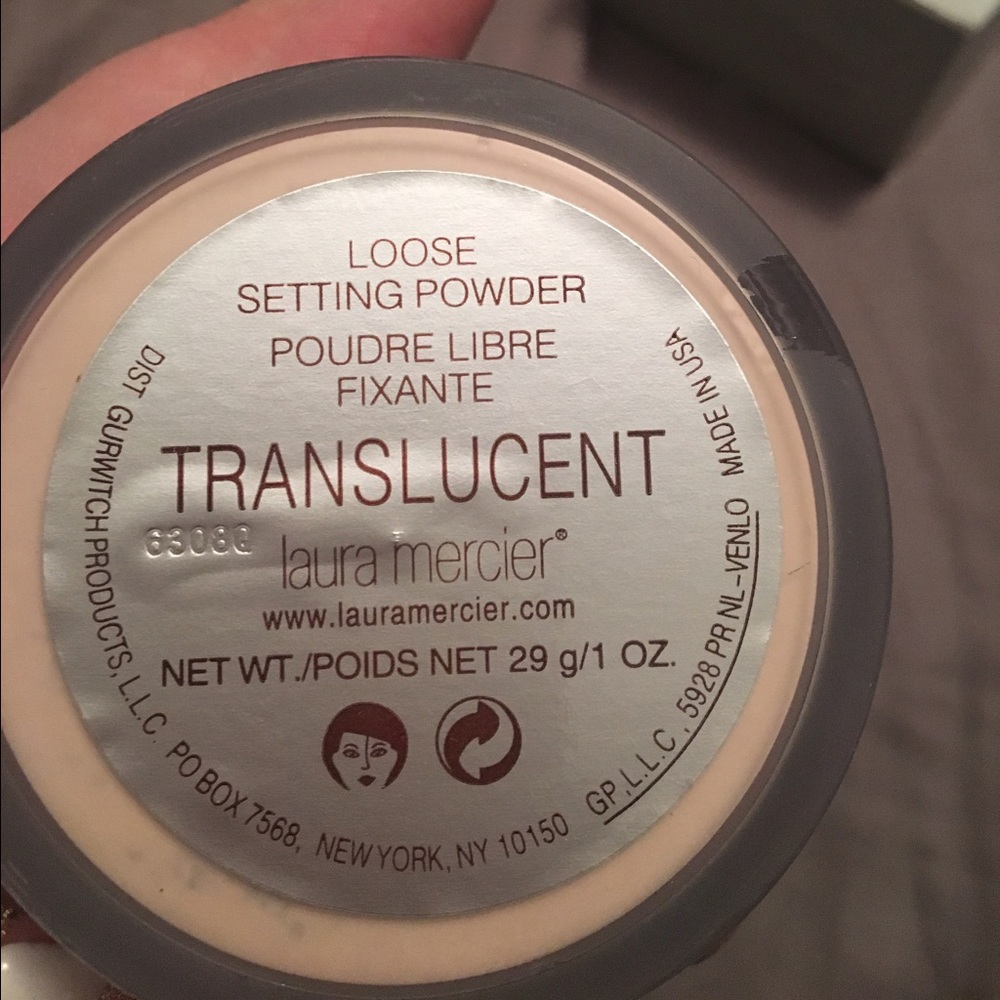 LOOSE
SETTING POWDER
POUDRE LIBRE
FIXANTE
TRANSLUCENT
6308Q
laura mercier®
www.lauramercier.com
NET WT./POIDS NET 29 g/1 OZ.
DIST GURWITCH PRODUCTS, L.L.C. PO BOX 7568, NEW YORK, NY 10150 GP, L.L.C, 5928 PR NL-VENLO MADE IN USA